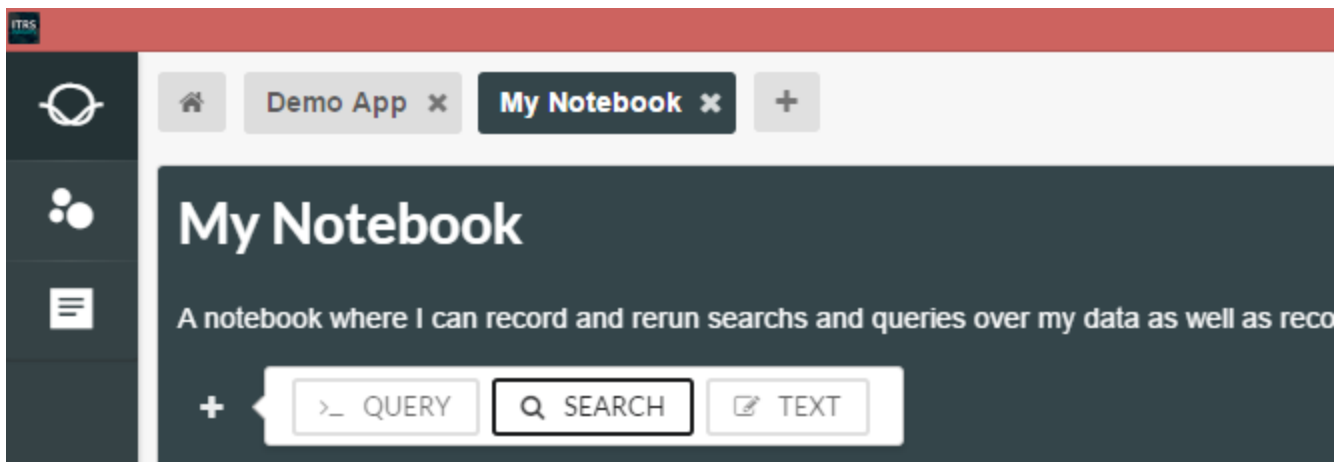 ITRS
Demo App
My Notebook
My Notebook
A notebook where I can record and rerun searchs and queries over my data as well as reco
>_ QUERY
SEARCH
TEXT